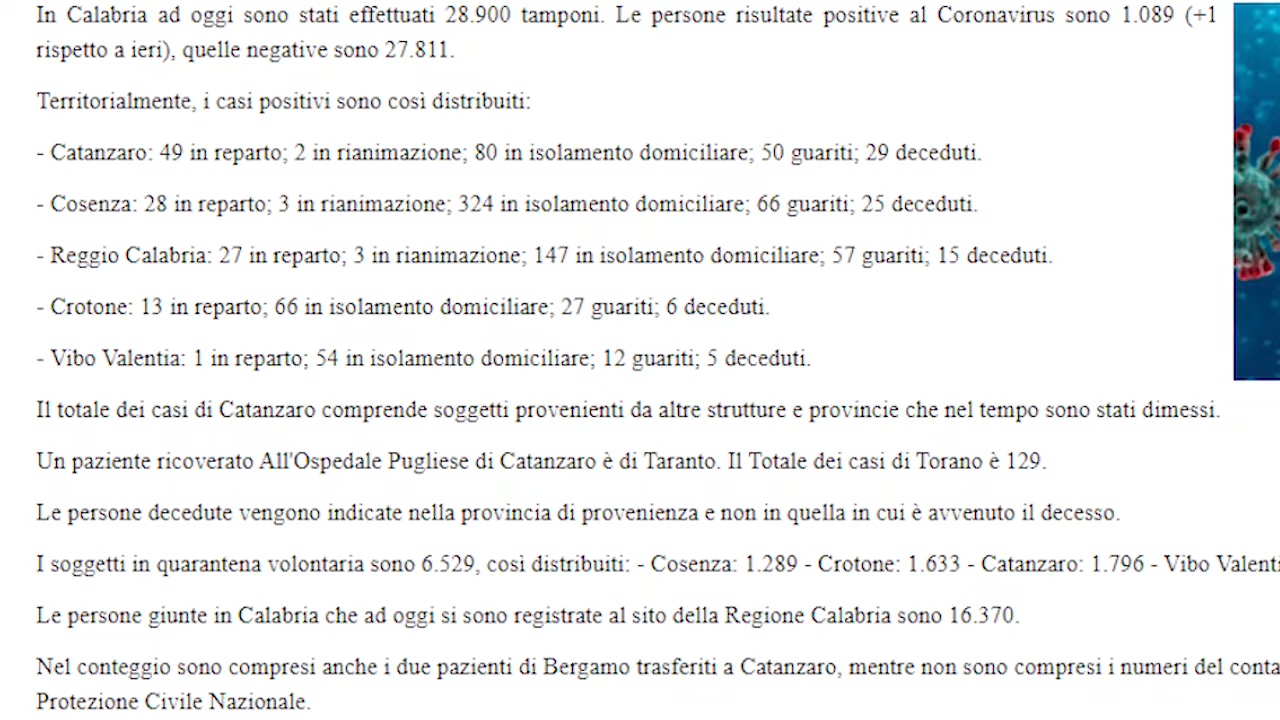 In Calabria ad oggi sono stati effettuati 28.900 tamponi. Le persone risultate positive al Coronavirus sono 1.089 (+1
rispetto a ieri), quelle negative sono 27.811.
Territorialmente, i casi positivi sono così distribuiti:
- Catanzaro: 49 in reparto; 2 in rianimazione; 80 in isolamento domiciliare; 50 guariti; 29 deceduti.
- Cosenza: 28 in reparto; 3 in rianimazione; 324 in isolamento domiciliare; 66 guariti; 25 deceduti.
- Reggio Calabria: 27 in reparto; 3 in rianimazione; 147 in isolamento domiciliare; 57 guariti; 15 deceduti.
- Crotone: 13 in reparto; 66 in isolamento domiciliare; 27 guariti; 6 deceduti.
- Vibo Valentia: 1 in reparto; 54 in isolamento domiciliare; 12 guariti; 5 deceduti.
Il totale dei casi di Catanzaro comprende soggetti provenienti da altre strutture e provincie che nel tempo sono stati dimessi.
Un paziente ricoverato All'Ospedale Pugliese di Catanzaro è di Taranto. Il Totale dei casi di Torano è 129.
Le persone decedute vengono indicate nella provincia di provenienza e non in quella in cui è avvenuto il decesso.
I soggetti in quarantena volontaria sono 6.529, così distribuiti: - Cosenza: 1.289 - Crotone: 1.633 - Catanzaro: 1.796 - Vibo Valenti
Le persone giunte in Calabria che ad oggi si sono registrate al sito della Regione Calabria sono 16.370.
Nel conteggio sono compresi anche i due pazienti di Bergamo trasferiti a Catanzaro, mentre non sono compresi i numeri del conta
Protezione Civile Nazionale.